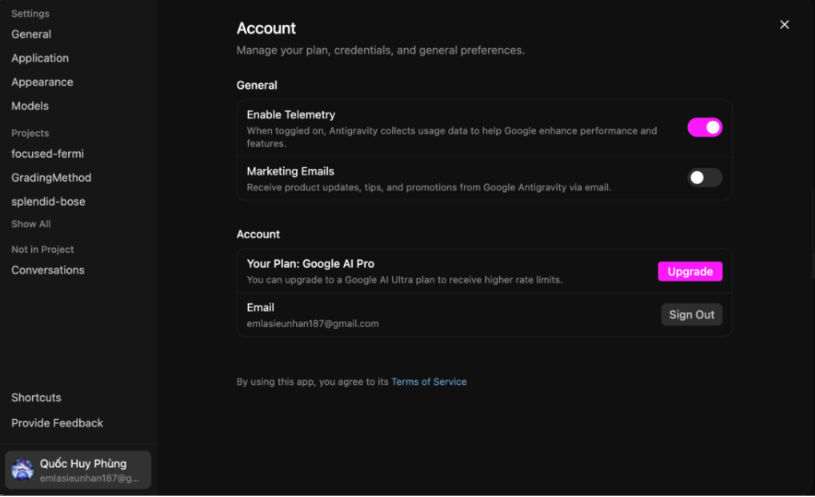 Settings
General
Application
Appearance
Models
Projects
focused-fermi
GradingMethod
splendid-bose
Show All
Not in Project
Conversations
Shortcuts
Provide Feedback
Quốc Huy Phùng
emlasieunhan187@g...
Account
Manage your plan, credentials, and general preferences.
General
Enable Telemetry
When toggled on, Antigravity collects usage data to help Google enhance performance and
features.
Marketing Emails
Receive product updates, tips, and promotions from Google Antigravity via email.
Account
Your Plan: Google AI Pro
You can upgrade to a Google AI Ultra plan to receive higher rate limits.
Upgrade
Email
emlasieunhan187@gmail.com
Sign Out
By using this app, you agree to its Terms of Service